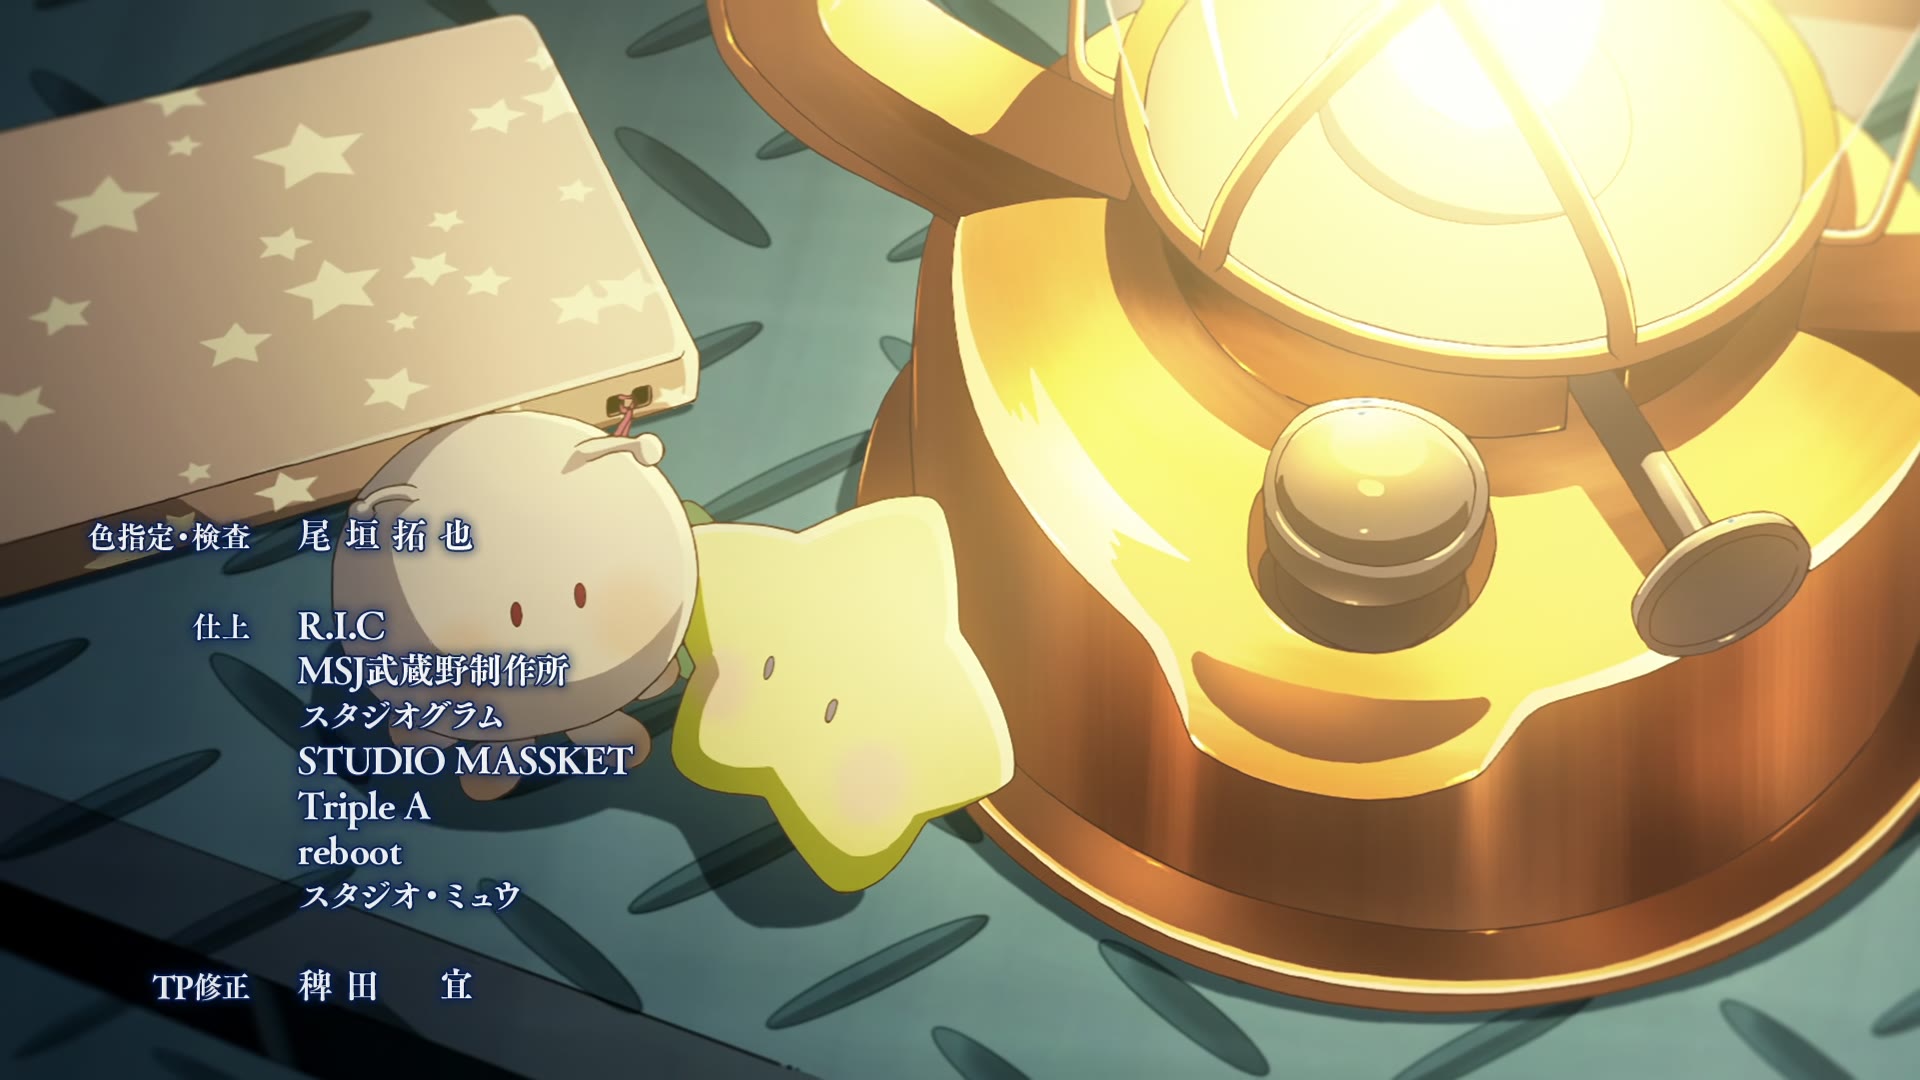 色指定・検査 尾垣拓也
仕上 R.I.C
MSJ武蔵野制作所
スタジオグラム
STUDIO MASSKET
Triple A
reboot
スタジオ・ミュウ
TP修正 稗田 宜